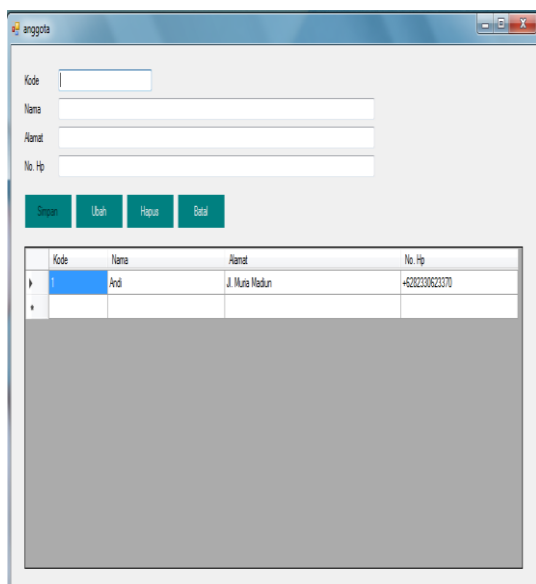 anggota
Kode
Nama
Alamat
No. Hp
Simpan Ubah Hapus Batal
Kode Nama Alamat No. Hp
1 Andi Jl. Muria Madiun +6282330623370